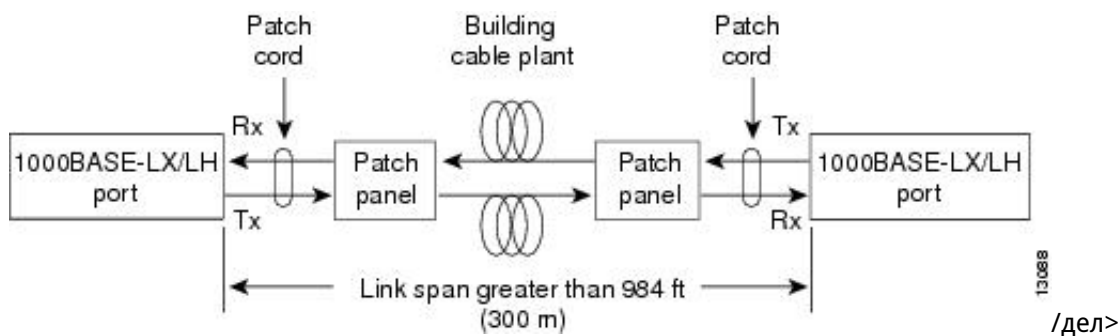 Patch
cord
Building
cable plant
Patch
cord
Rx
Tx
1000BASE-LX/LH
port
Patch
panel
Patch
panel
1000BASE-LX/LH
port
Tx
Rx
Link span greater than 984 ft
(300 m)
13088
/дел>